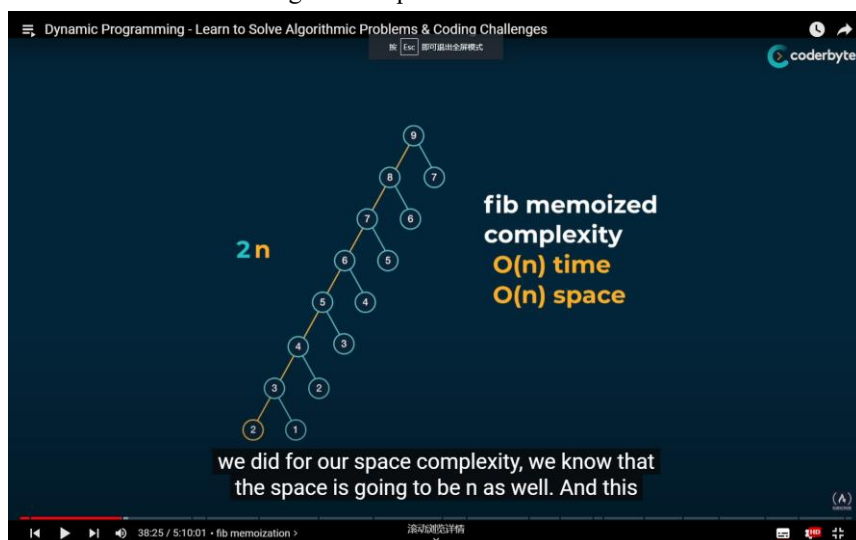 Dynamic Programming - Learn to Solve Algorithmic Problems & Coding Challenges
按 Esc 即可退出全屏模式
coderbyte
9
8
7
7
6
6
5
5
4
4
3
3
2
2
1
2n
fib memoized
complexity
O(n) time
O(n) space
we did for our space complexity, we know that
the space is going to be n as well. And this
38:25 / 5:10:01 • fib memoization >
滚动浏览详情
HD